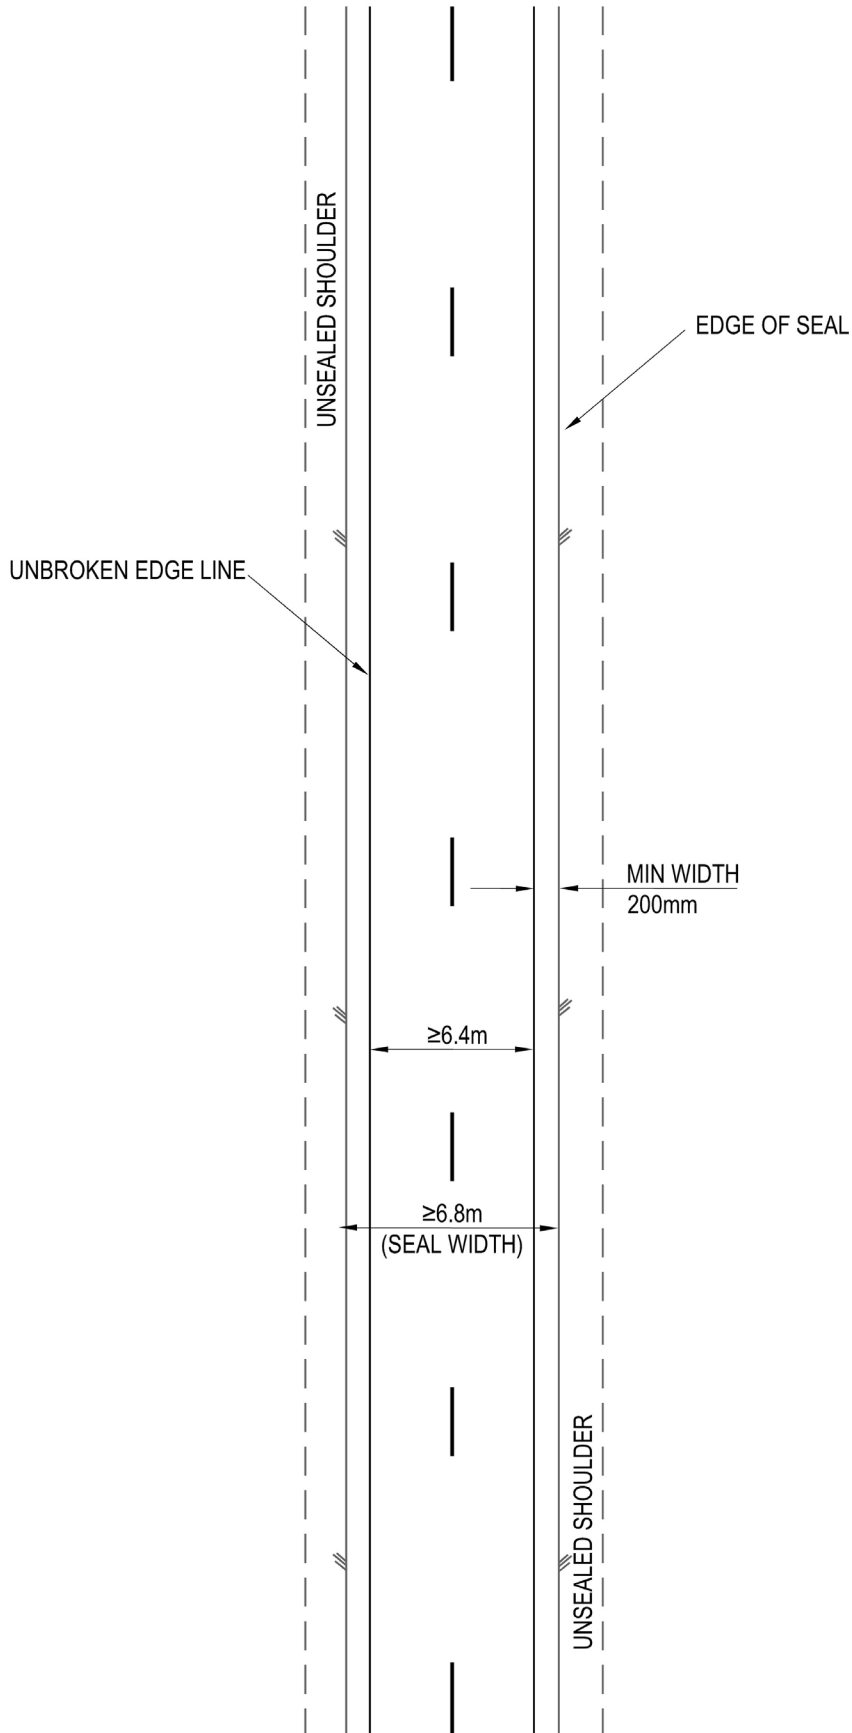 UNSEALED SHOULDER
EDGE OF SEAL
UNBROKEN EDGE LINE
MIN WIDTH
200mm
≥6.4m
≥6.8m
(SEAL WIDTH)
UNSEALED SHOULDER